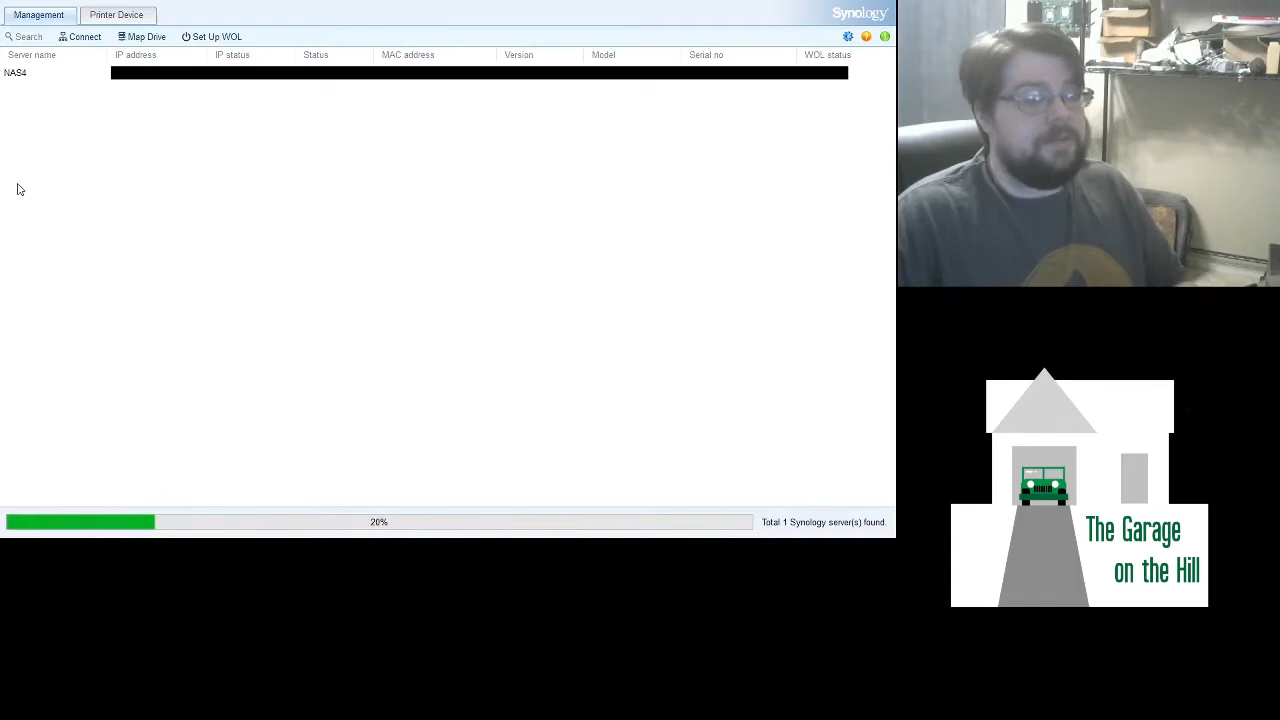 Management Printer Device Synology
Search Connect Map Drive Set Up WOL
Server name IP address IP status Status MAC address Version Model Serial no WOL status
NAS4
20% Total 1 Synology server(s) found.
The Garage
on the Hill